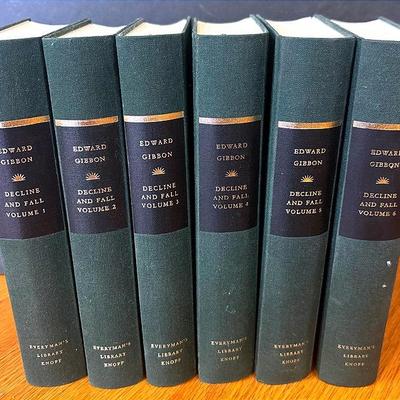 EDWARD
GIBBON
DECLINE
AND FALL
VOLUME 1
EVERYMAN'S
LIBRARY
KNOPF
EDWARD
GIBBON
DECLINE
AND FALL
VOLUME 2
EVERYMAN'S
LIBRARY
KNOPF
EDWARD
GIBBON
DECLINE
AND FALL
VOLUME 3
EVERYMAN'S
LIBRARY
KNOPF
EDWARD
GIBBON
DECLINE
AND FALL
VOLUME 4
EVERYMAN'S
LIBRARY
KNOPF
EDWARD
GIBBON
DECLINE
AND FALL
VOLUME 5
EVERYMAN'S
LIBRARY
KNOPF
EDWARD
GIBBON
DECLINE
AND FALL
VOLUME 6
EVERYMAN'S
LIBRARY
KNOPF